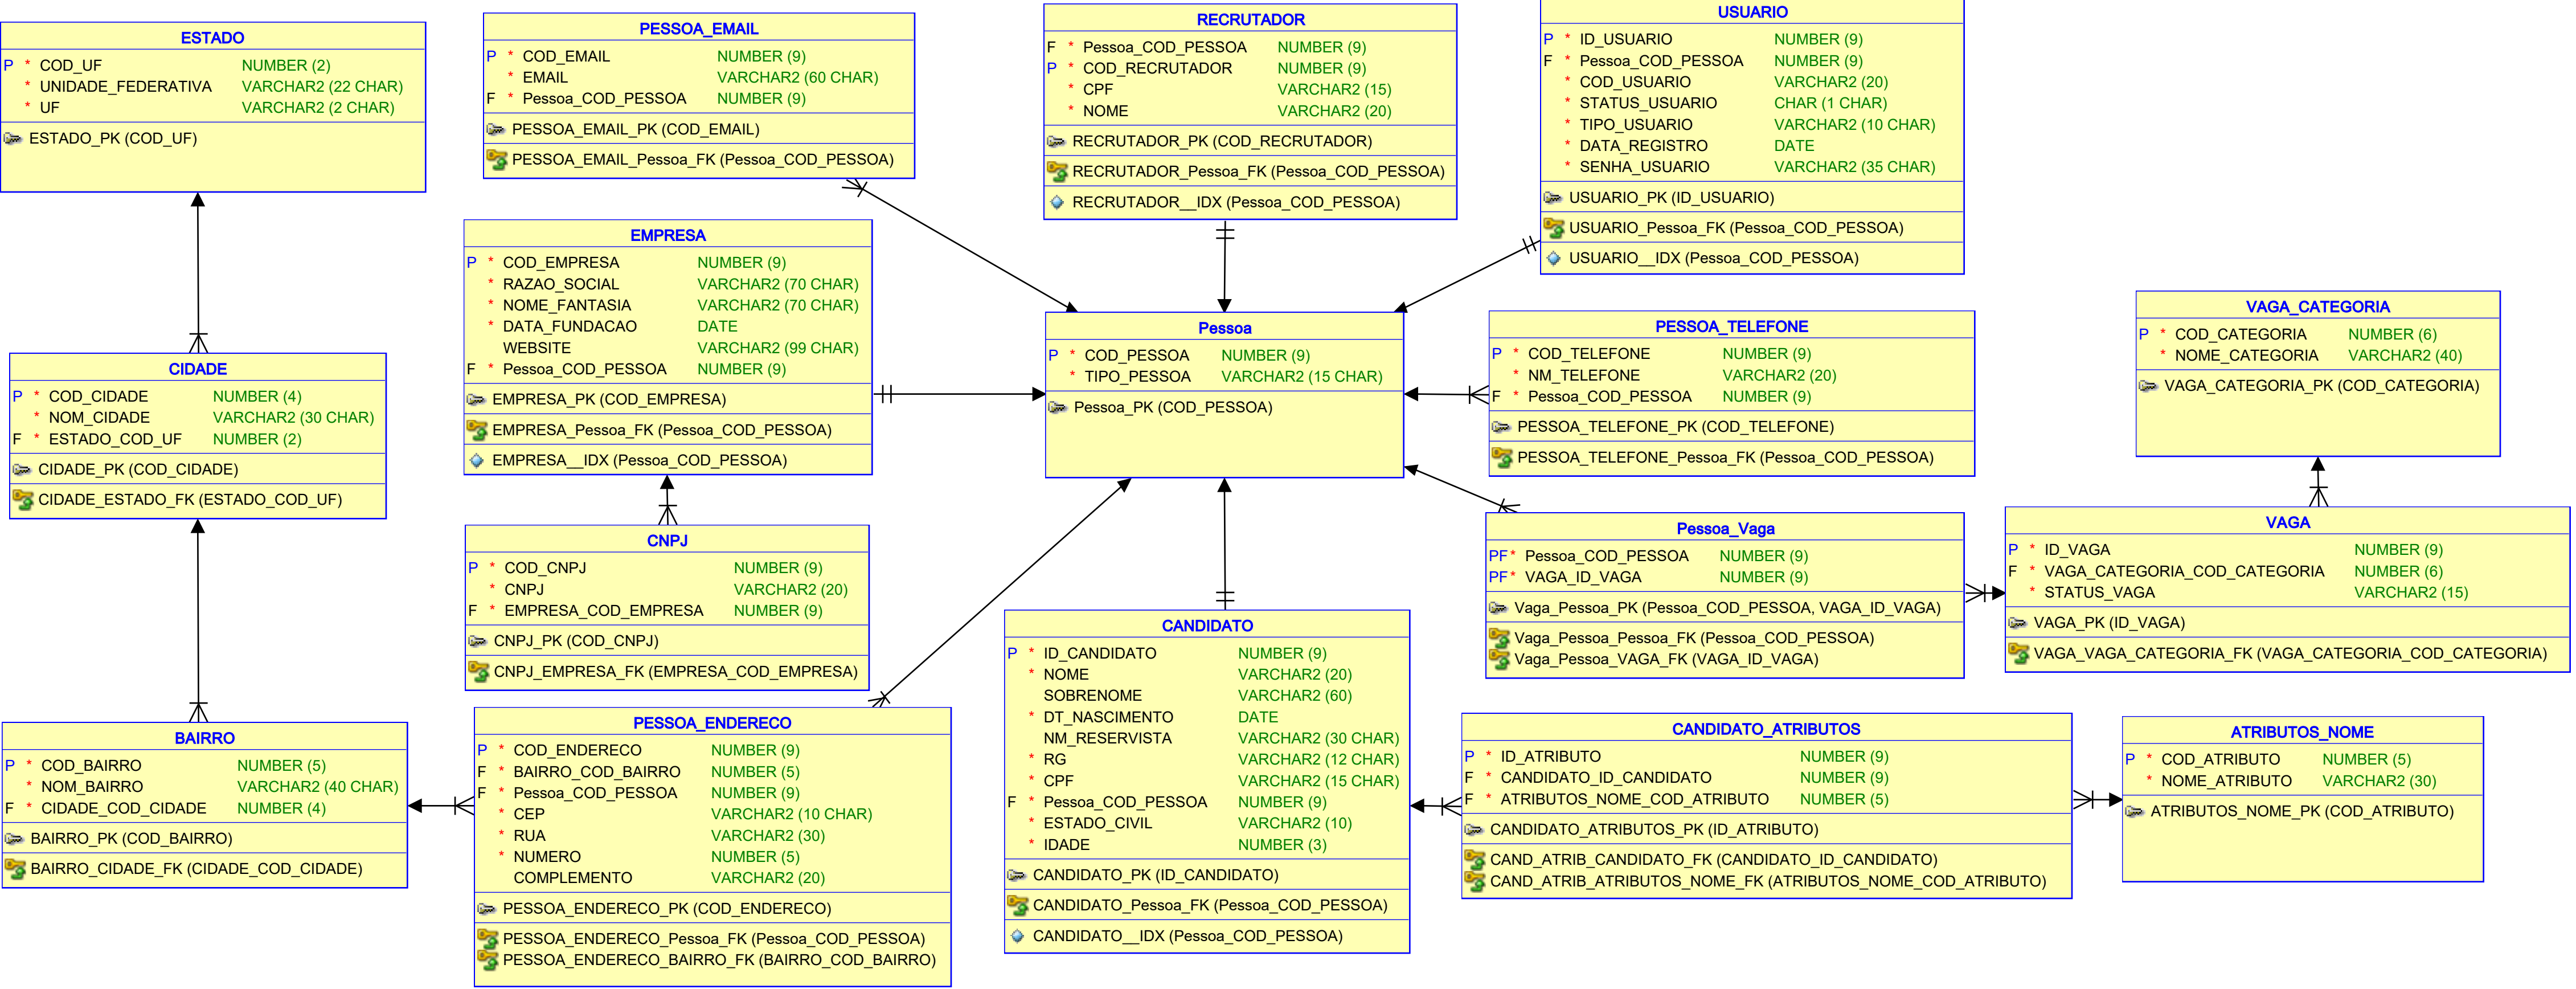 ESTADO
P * COD_UF NUMBER (2)
* UNIDADE_FEDERATIVA VARCHAR2 (22 CHAR)
* UF VARCHAR2 (2 CHAR)
ESTADO_PK (COD_UF)
PESSOA_EMAIL
P * COD_EMAIL NUMBER (9)
* EMAIL VARCHAR2 (60 CHAR)
F * Pessoa_COD_PESSOA NUMBER (9)
PESSOA_EMAIL_PK (COD_EMAIL)
PESSOA_EMAIL_Pessoa_FK (Pessoa_COD_PESSOA)
RECRUTADOR
F * Pessoa_COD_PESSOA NUMBER (9)
P * COD_RECRUTADOR NUMBER (9)
* CPF VARCHAR2 (15)
* NOME VARCHAR2 (20)
RECRUTADOR_PK (COD_RECRUTADOR)
RECRUTADOR_Pessoa_FK (Pessoa_COD_PESSOA)
RECRUTADOR__IDX (Pessoa_COD_PESSOA)
USUARIO
P * ID_USUARIO NUMBER (9)
F * Pessoa_COD_PESSOA NUMBER (9)
* COD_USUARIO VARCHAR2 (20)
* STATUS_USUARIO CHAR (1 CHAR)
* TIPO_USUARIO VARCHAR2 (10 CHAR)
* DATA_REGISTRO DATE
* SENHA_USUARIO VARCHAR2 (35 CHAR)
USUARIO_PK (ID_USUARIO)
USUARIO_Pessoa_FK (Pessoa_COD_PESSOA)
USUARIO__IDX (Pessoa_COD_PESSOA)
EMPRESA
P * COD_EMPRESA NUMBER (9)
* RAZAO_SOCIAL VARCHAR2 (70 CHAR)
* NOME_FANTASIA VARCHAR2 (70 CHAR)
* DATA_FUNDACAO DATE
WEBSITE VARCHAR2 (99 CHAR)
F * Pessoa_COD_PESSOA NUMBER (9)
EMPRESA_PK (COD_EMPRESA)
EMPRESA_Pessoa_FK (Pessoa_COD_PESSOA)
EMPRESA__IDX (Pessoa_COD_PESSOA)
Pessoa
P * COD_PESSOA NUMBER (9)
* TIPO_PESSOA VARCHAR2 (15 CHAR)
Pessoa_PK (COD_PESSOA)
PESSOA_TELEFONE
P * COD_TELEFONE NUMBER (9)
* NM_TELEFONE VARCHAR2 (20)
F * Pessoa_COD_PESSOA NUMBER (9)
PESSOA_TELEFONE_PK (COD_TELEFONE)
PESSOA_TELEFONE_Pessoa_FK (Pessoa_COD_PESSOA)
VAGA_CATEGORIA
P * COD_CATEGORIA NUMBER (6)
* NOME_CATEGORIA VARCHAR2 (40)
VAGA_CATEGORIA_PK (COD_CATEGORIA)
CIDADE
P * COD_CIDADE NUMBER (4)
* NOM_CIDADE VARCHAR2 (30 CHAR)
F * ESTADO_COD_UF NUMBER (2)
CIDADE_PK (COD_CIDADE)
CIDADE_ESTADO_FK (ESTADO_COD_UF)
CNPJ
P * COD_CNPJ NUMBER (9)
* CNPJ VARCHAR2 (20)
F * EMPRESA_COD_EMPRESA NUMBER (9)
CNPJ_PK (COD_CNPJ)
CNPJ_EMPRESA_FK (EMPRESA_COD_EMPRESA)
Pessoa_Vaga
PF * Pessoa_COD_PESSOA NUMBER (9)
PF * VAGA_ID_VAGA NUMBER (9)
Vaga_Pessoa_PK (Pessoa_COD_PESSOA, VAGA_ID_VAGA)
Vaga_Pessoa_Pessoa_FK (Pessoa_COD_PESSOA)
Vaga_Pessoa_VAGA_FK (VAGA_ID_VAGA)
VAGA
P * ID_VAGA NUMBER (9)
F * VAGA_CATEGORIA_COD_CATEGORIA NUMBER (6)
* STATUS_VAGA VARCHAR2 (15)
VAGA_PK (ID_VAGA)
VAGA_VAGA_CATEGORIA_FK (VAGA_CATEGORIA_COD_CATEGORIA)
BAIRRO
P * COD_BAIRRO NUMBER (5)
* NOM_BAIRRO VARCHAR2 (40 CHAR)
F * CIDADE_COD_CIDADE NUMBER (4)
BAIRRO_PK (COD_BAIRRO)
BAIRRO_CIDADE_FK (CIDADE_COD_CIDADE)
PESSOA_ENDERECO
P * COD_ENDERECO NUMBER (9)
F * BAIRRO_COD_BAIRRO NUMBER (5)
F * Pessoa_COD_PESSOA NUMBER (9)
* CEP VARCHAR2 (10 CHAR)
* RUA VARCHAR2 (30)
* NUMERO NUMBER (5)
COMPLEMENTO VARCHAR2 (20)
PESSOA_ENDERECO_PK (COD_ENDERECO)
PESSOA_ENDERECO_Pessoa_FK (Pessoa_COD_PESSOA)
PESSOA_ENDERECO_BAIRRO_FK (BAIRRO_COD_BAIRRO)
CANDIDATO
P * ID_CANDIDATO NUMBER (9)
* NOME VARCHAR2 (20)
SOBRENOME VARCHAR2 (60)
* DT_NASCIMENTO DATE
NM_RESERVISTA VARCHAR2 (30 CHAR)
* RG VARCHAR2 (12 CHAR)
* CPF VARCHAR2 (15 CHAR)
F * Pessoa_COD_PESSOA NUMBER (9)
* ESTADO_CIVIL VARCHAR2 (10)
* IDADE NUMBER (3)
CANDIDATO_PK (ID_CANDIDATO)
CANDIDATO_Pessoa_FK (Pessoa_COD_PESSOA)
CANDIDATO__IDX (Pessoa_COD_PESSOA)
CANDIDATO_ATRIBUTOS
P * ID_ATRIBUTO NUMBER (9)
F * CANDIDATO_ID_CANDIDATO NUMBER (9)
F * ATRIBUTOS_NOME_COD_ATRIBUTO NUMBER (5)
CANDIDATO_ATRIBUTOS_PK (ID_ATRIBUTO)
CAND_ATRIB_CANDIDATO_FK (CANDIDATO_ID_CANDIDATO)
CAND_ATRIB_ATRIBUTOS_NOME_FK (ATRIBUTOS_NOME_COD_ATRIBUTO)
ATRIBUTOS_NOME
P * COD_ATRIBUTO NUMBER (5)
* NOME_ATRIBUTO VARCHAR2 (30)
ATRIBUTOS_NOME_PK (COD_ATRIBUTO)